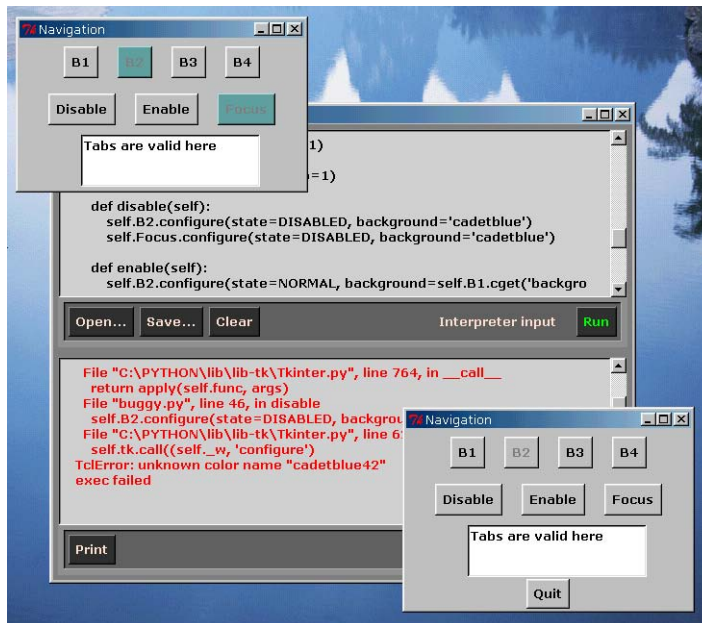 Navigation
B1 B2 B3 B4
Disable Enable Focus
Tabs are valid here
1)
=1)
def disable(self):
self.B2.configure(state=DISABLED, background='cadetblue')
self.Focus.configure(state=DISABLED, background='cadetblue')
def enable(self):
self.B2.configure(state=NORMAL, background=self.B1.cget('backgro
Open... Save... Clear Interpreter input Run
File "C:\PYTHON\lib\lib-tk\Tkinter.py", line 764, in __call__
return apply(self.func, args)
File "buggy.py", line 46, in disable
self.B2.configure(state=DISABLED, backgrou
File "C:\PYTHON\lib\lib-tk\Tkinter.py", line 6
self.tk.call((self._w, 'configure')
TclError: unknown color name "cadetblue42"
exec failed
Print
Navigation
B1 B2 B3 B4
Disable Enable Focus
Tabs are valid here
Quit